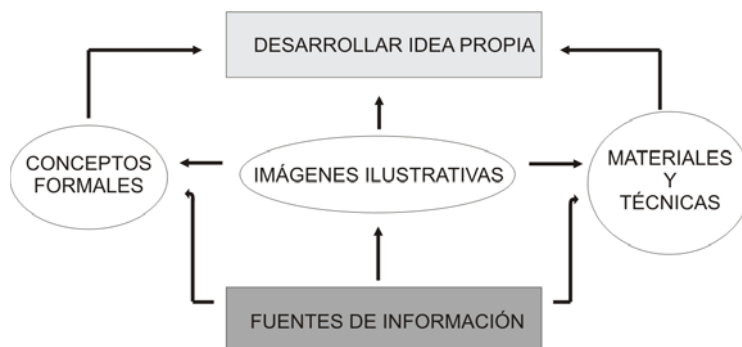 DESARROLLAR IDEA PROPIA
CONCEPTOS
FORMALES
IMÁGENES ILUSTRATIVAS
MATERIALES
Y
TÉCNICAS
FUENTES DE INFORMACIÓN